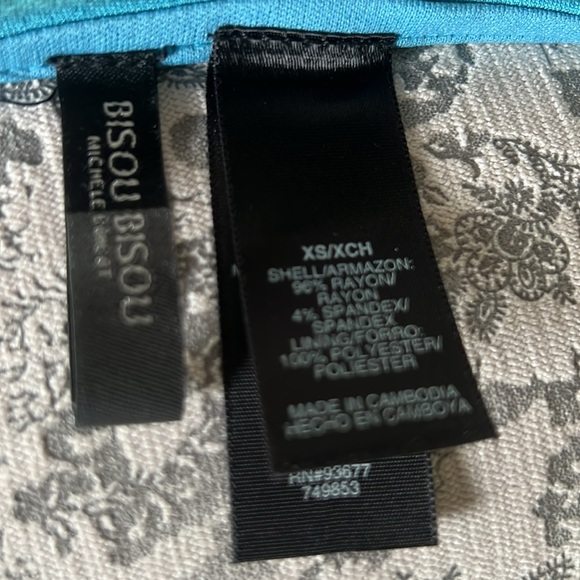 BISOU BISOU
MICHELE BOHBOT
XS/XCH
SHELL/ARMAZON:
96% RAYON/
RAYON
4% SPANDEX/
SPANDEX
LINING/FORRO:
100% POLYESTER/
POLIESTER
MADE IN CAMBODIA
HECHO EN CAMBOYA
RN#93677
749853